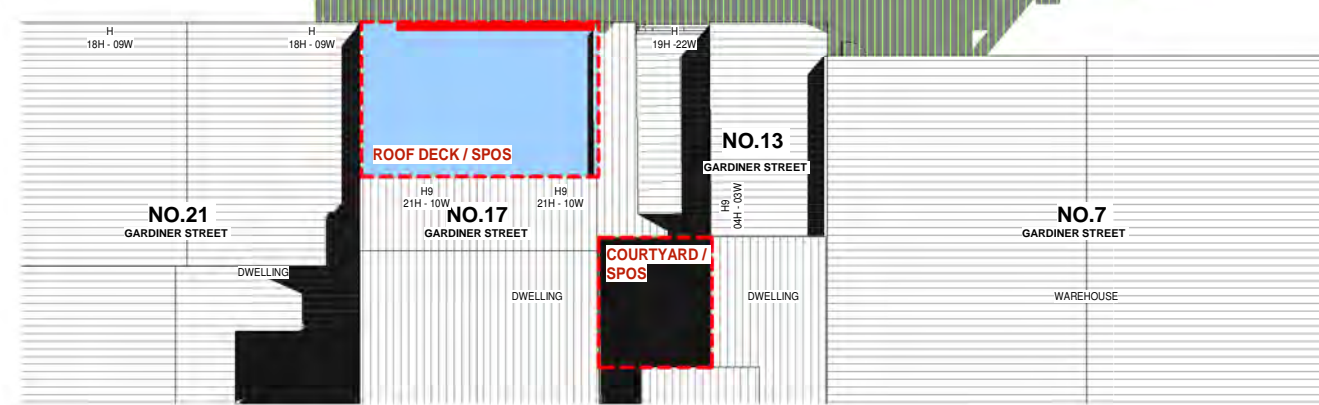 H
18H - 09W
H
18H - 09W
H
19H -22W
NO.13
GARDINER STREET
ROOF DECK / SPOS
H9
21H - 10W
H9
21H - 10W
H9
04H - 03W
NO.21
GARDINER STREET
NO.17
GARDINER STREET
NO.7
GARDINER STREET
COURTYARD /
SPOS
DWELLING
DWELLING
DWELLING
WAREHOUSE